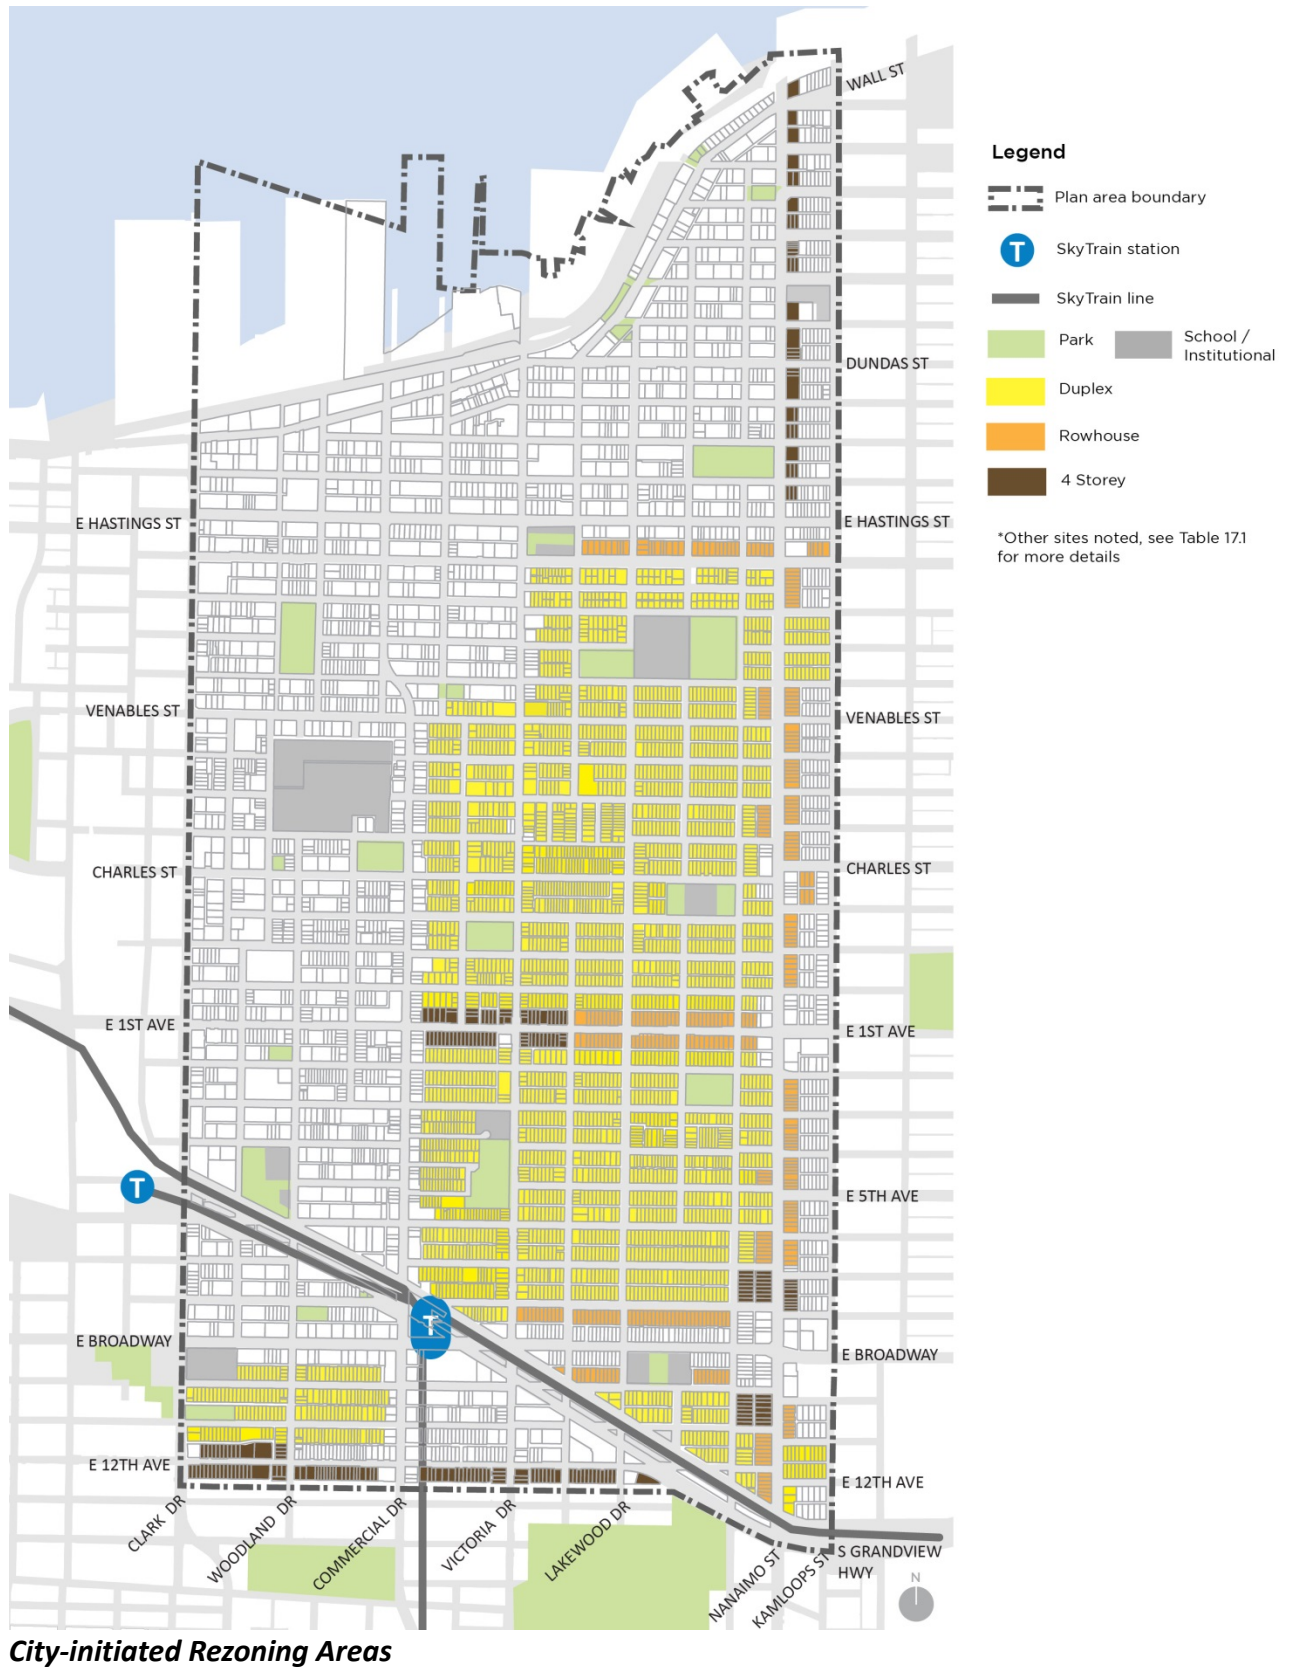 WALL ST
Legend
Plan area boundary
T
SkyTrain station
SkyTrain line
Park
School /
Institutional
Duplex
Rowhouse
4 Storey
*Other sites noted, see Table 17.1
for more details
DUNDAS ST
E HASTINGS ST
E HASTINGS ST
VENABLES ST
VENABLES ST
CHARLES ST
CHARLES ST
E 1ST AVE
E 1ST AVE
T
E 5TH AVE
T
E BROADWAY
E BROADWAY
E 12TH AVE
E 12TH AVE
CLARK DR
WOODLAND DR
COMMERCIAL DR
VICTORIA DR
LAKEWOOD DR
NANAIMO ST
KAMLOOPS ST
S GRANDVIEW
HWY
N
City-initiated Rezoning Areas